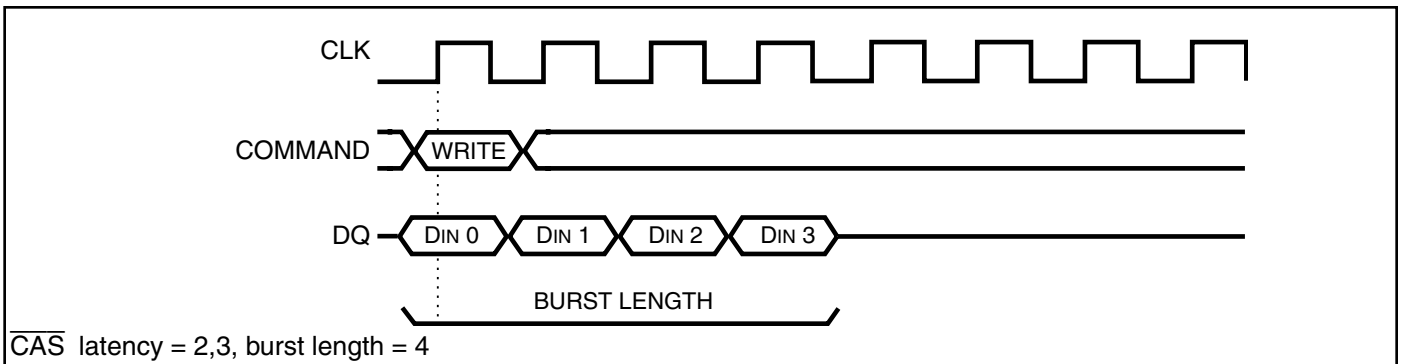 CLK
COMMAND WRITE
DQ DIN 0 DIN 1 DIN 2 DIN 3
BURST LENGTH
C̅A̅S̅ latency = 2,3, burst length = 4